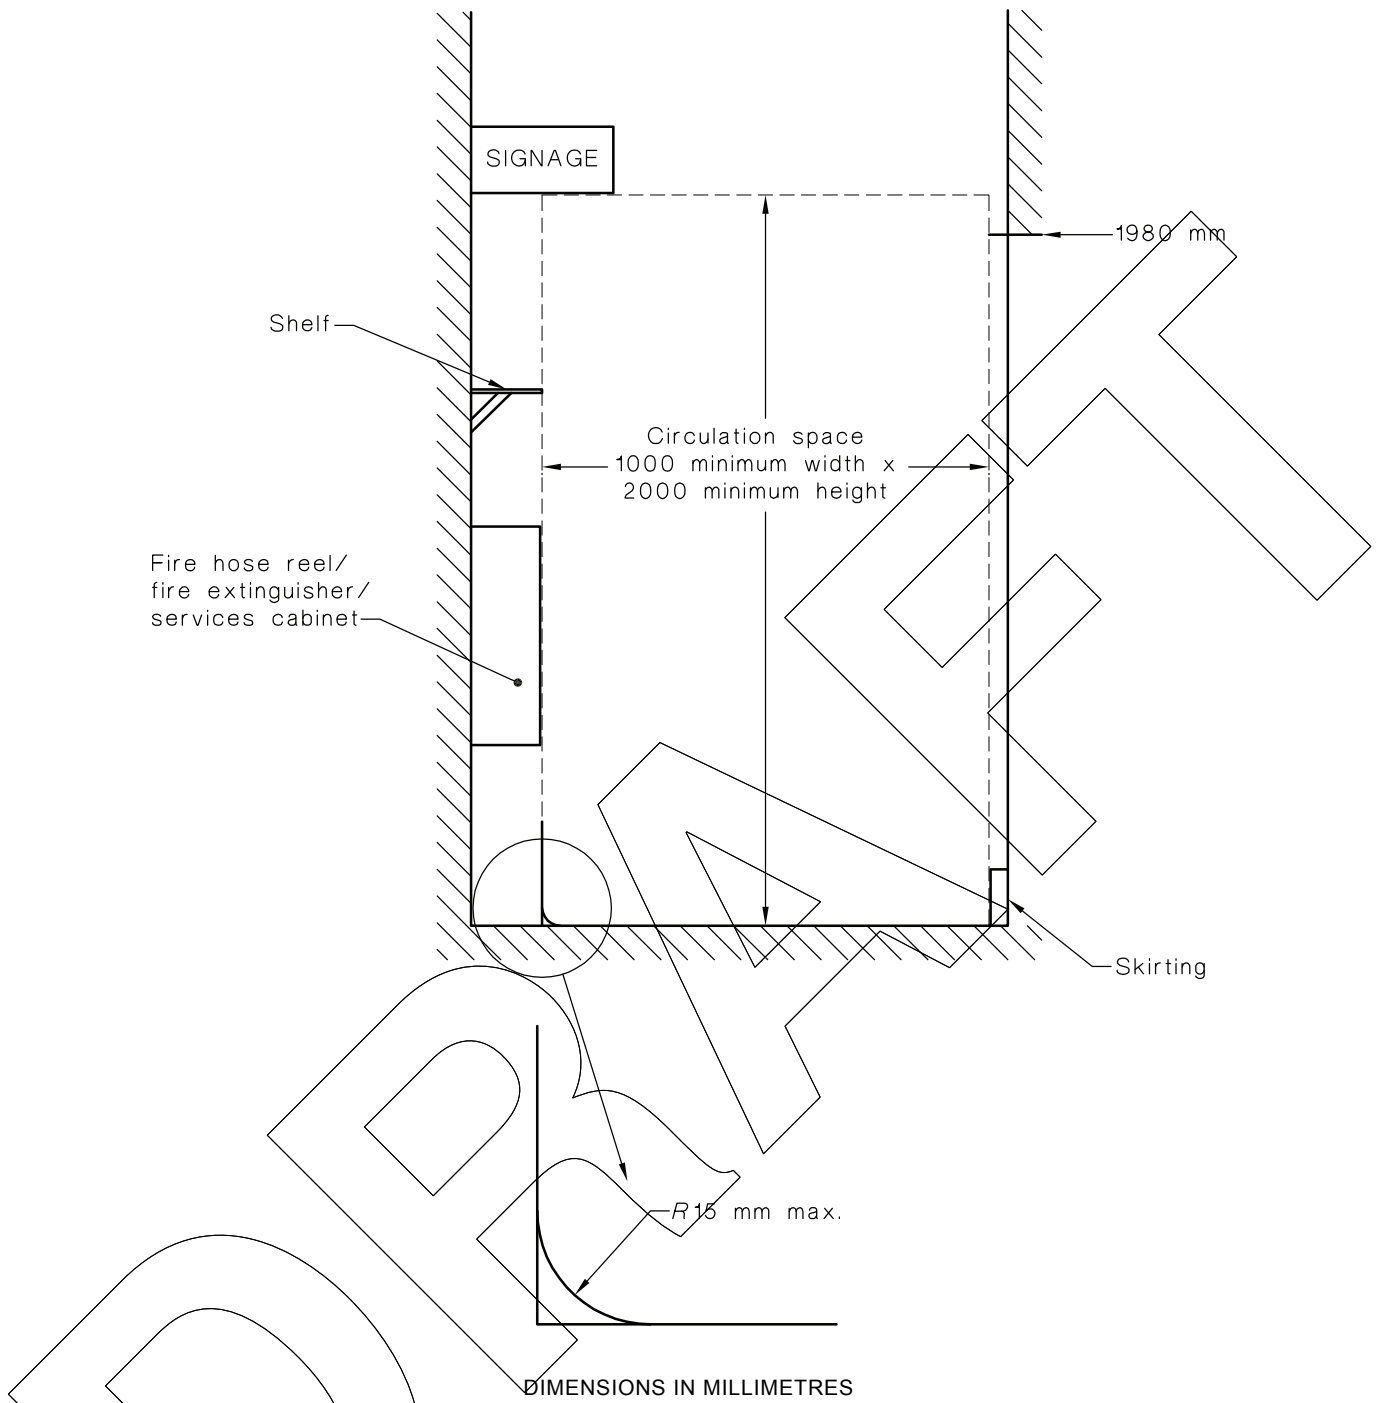 SIGNAGE
1980 mm
Shelf
Circulation space
1000 minimum width x
2000 minimum height
Fire hose reel/
fire extinguisher/
services cabinet
Skirting
R 15 mm max.
DIMENSIONS IN MILLIMETRES
DRAFT